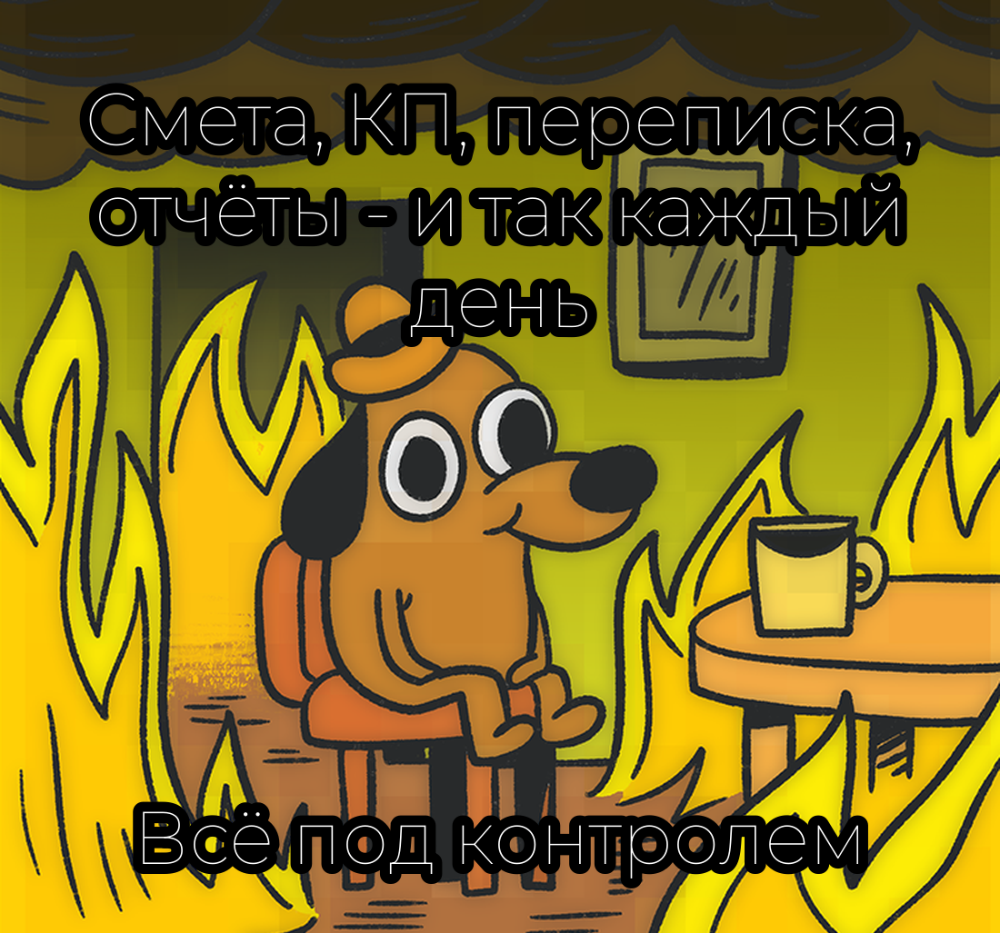 Смета, КП, переписка,
отчёты - и так каждый
день
Всё под контролем